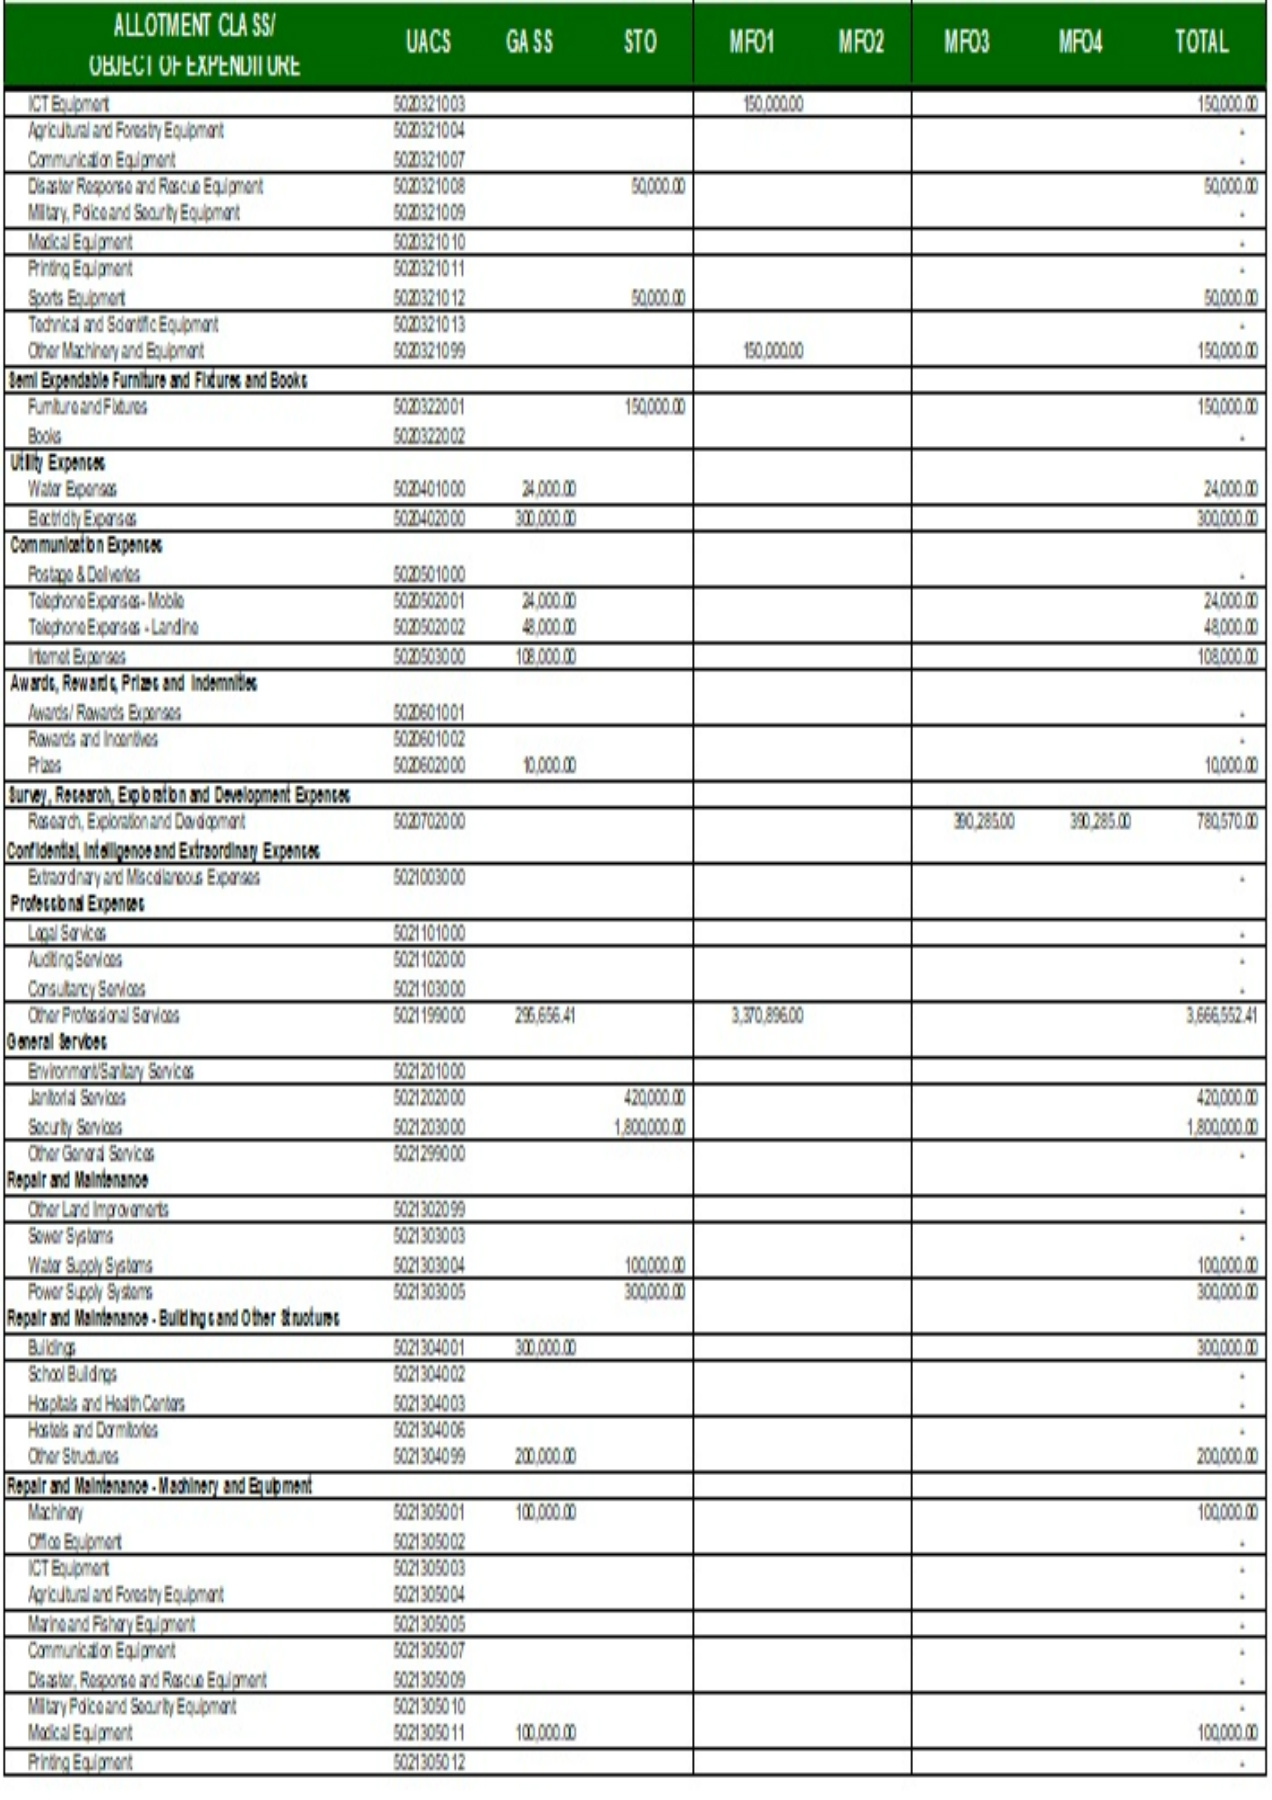 ALLOTMENT CLASS/
OBJECT OF EXPENDITURE UACS GASS STO MFO1 MFO2 MFO3 MFO4 TOTAL
ICT Equipment 5020321003 150,000.00 150,000.00
Agricultural and Forestry Equipment 5020321004 -
Communication Equipment 5020321007 -
Disaster Response and Rescue Equipment 5020321008 50,000.00 50,000.00
Military, Police and Security Equipment 5020321009 -
Medical Equipment 5020321010 -
Printing Equipment 5020321011 -
Sports Equipment 5020321012 50,000.00 50,000.00
Technical and Scientific Equipment 5020321013 -
Other Machinery and Equipment 5020321099 150,000.00 150,000.00
Semi Expendable Furniture and Fixtures and Books
Furniture and Fixtures 5020322001 150,000.00 150,000.00
Books 5020322002 -
Utility Expenses
Water Expenses 5020401000 24,000.00 24,000.00
Electricity Expenses 5020402000 300,000.00 300,000.00
Communication Expenses
Postage & Deliveries 5020501000 -
Telephone Expenses- Mobile 5020502001 24,000.00 24,000.00
Telephone Expenses - Landline 5020502002 48,000.00 48,000.00
Internet Expenses 5020503000 108,000.00 108,000.00
Awards, Rewards, Prizes and Indemnities
Awards/ Rewards Expenses 5020601001 -
Rewards and Incentives 5020601002 -
Prizes 5020602000 10,000.00 10,000.00
Survey, Research, Exploration and Development Expenses
Research, Exploration and Development 5020702000 390,285.00 390,285.00 780,570.00
Confidential, Intelligence and Extraordinary Expenses
Extraordinary and Miscellaneous Expenses 5021003000 -
Professional Expenses
Legal Services 5021101000 -
Auditing Services 5021102000 -
Consultancy Services 5021103000 -
Other Professional Services 5021199000 295,656.41 3,370,896.00 3,666,552.41
General Services
Environment/Sanitary Services 5021201000
Janitorial Services 5021202000 420,000.00 420,000.00
Security Services 5021203000 1,800,000.00 1,800,000.00
Other General Services 5021299000 -
Repair and Maintenance
Other Land Improvements 5021302099 -
Sewer Systems 5021303003 -
Water Supply Systems 5021303004 100,000.00 100,000.00
Power Supply Systems 5021303005 300,000.00 300,000.00
Repair and Maintenance - Buildings and Other Structures
Buildings 5021304001 300,000.00 300,000.00
School Buildings 5021304002 -
Hospitals and Health Centers 5021304003 -
Hostels and Dormitories 5021304006 -
Other Structures 5021304099 200,000.00 200,000.00
Repair and Maintenance - Machinery and Equipment
Machinery 5021305001 100,000.00 100,000.00
Office Equipment 5021305002 -
ICT Equipment 5021305003 -
Agricultural and Forestry Equipment 5021305004 -
Marine and Fishery Equipment 5021305005 -
Communication Equipment 5021305007 -
Disaster, Response and Rescue Equipment 5021305009 -
Military Police and Security Equipment 5021305010 -
Medical Equipment 5021305011 100,000.00 100,000.00
Printing Equipment 5021305012 -